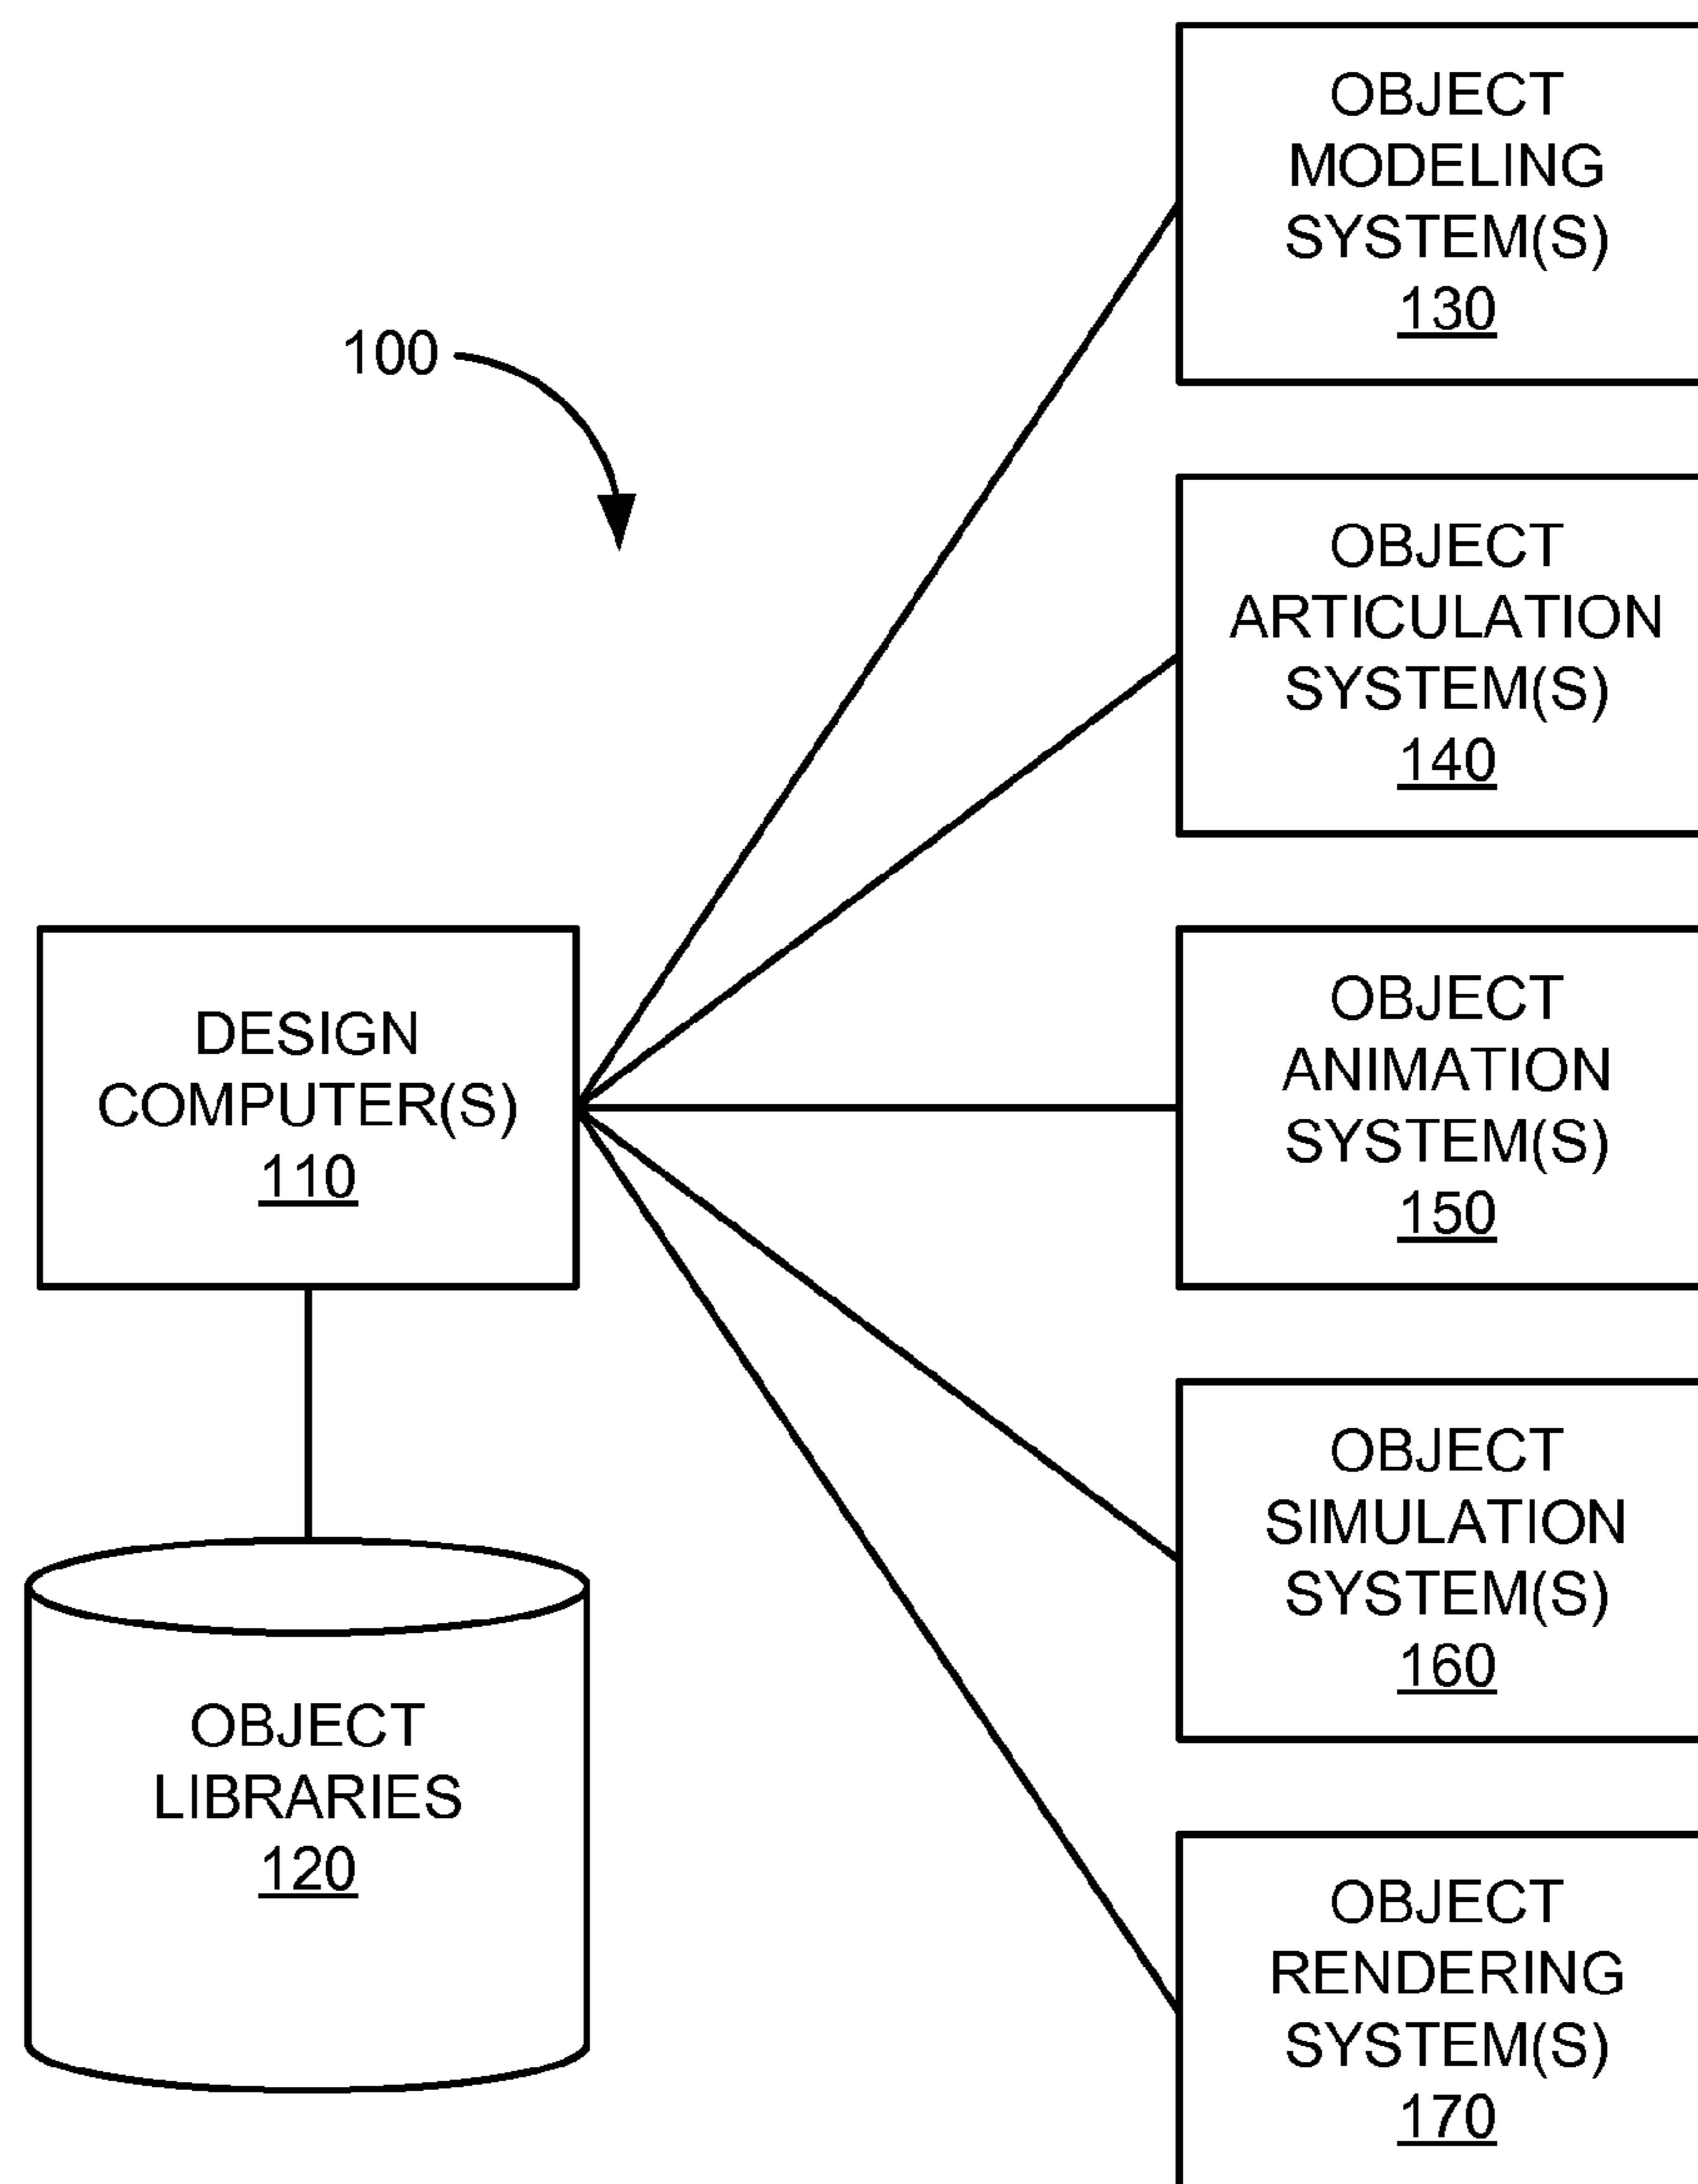 OBJECT
MODELING
SYSTEM(S)
130
100
OBJECT
ARTICULATION
SYSTEM(S)
140
DESIGN
COMPUTER(S)
110
OBJECT
ANIMATION
SYSTEM(S)
150
OBJECT
SIMULATION
SYSTEM(S)
160
OBJECT
LIBRARIES
120
OBJECT
RENDERING
SYSTEM(S)
170